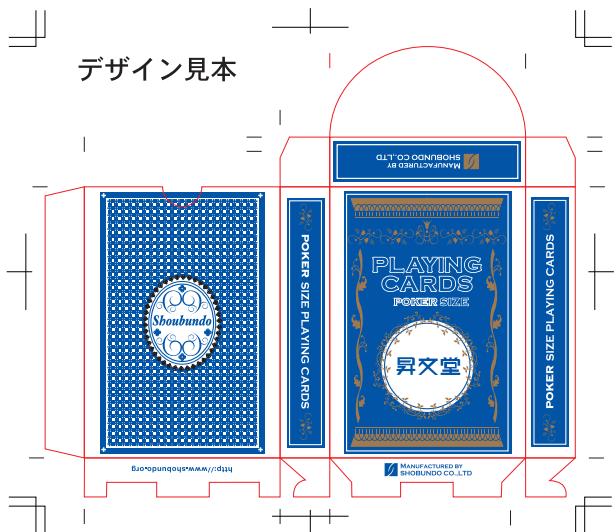 デザイン見本
MANUFACTURED BY
SHOBUNDO CO.,LTD
PLAYING
CARDS
POKER SIZE
昇文堂
Shoubundo
POKER SIZE PLAYING CARDS
POKER SIZE PLAYING CARDS
http://www.shobundo.org
MANUFACTURED BY
SHOBUNDO CO.,LTD